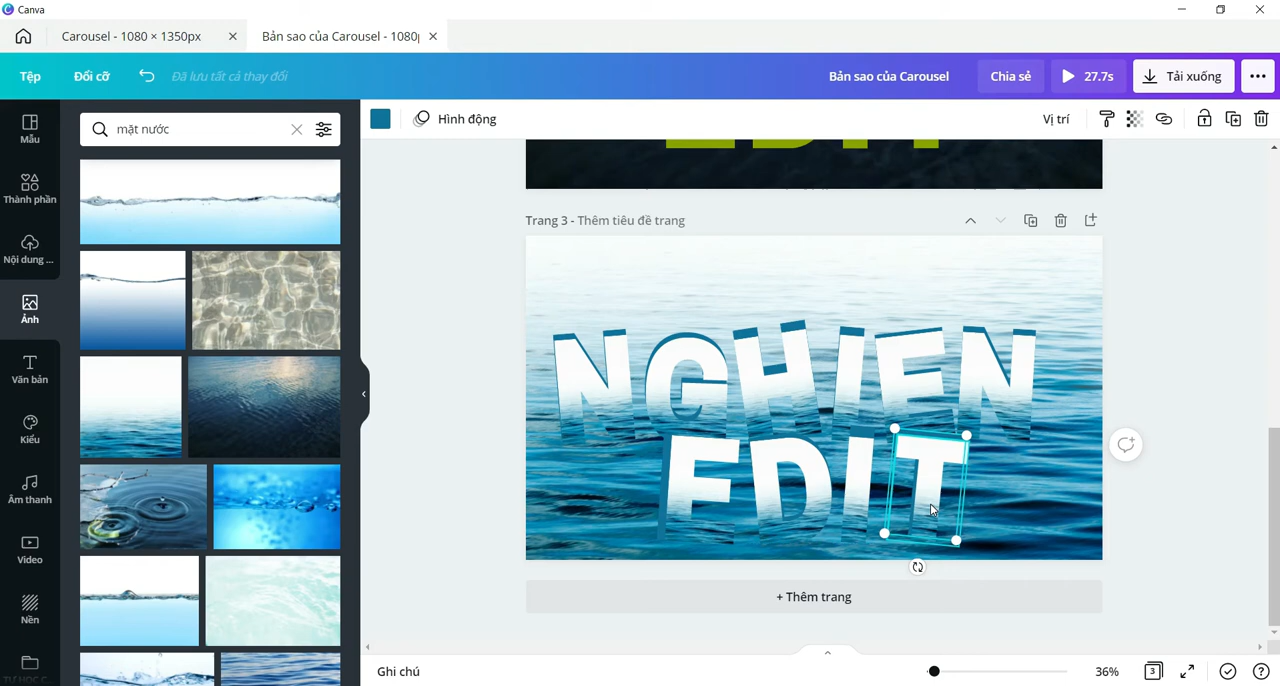 Canva
Carousel - 1080 × 1350px
Bản sao của Carousel - 1080p
Tệp
Đổi cỡ
Đã lưu tất cả thay đổi
Bản sao của Carousel
Chia sẻ
27.7s
Tải xuống
Mẫu
Thành phần
Nội dung ...
Ảnh
Văn bản
Kiểu
Âm thanh
Video
Nền
mặt nước
Hình động
Vị trí
EDIT
Trang 3 - Thêm tiêu đề trang
NGHIEN
EDIT
+ Thêm trang
Ghi chú
36%
3